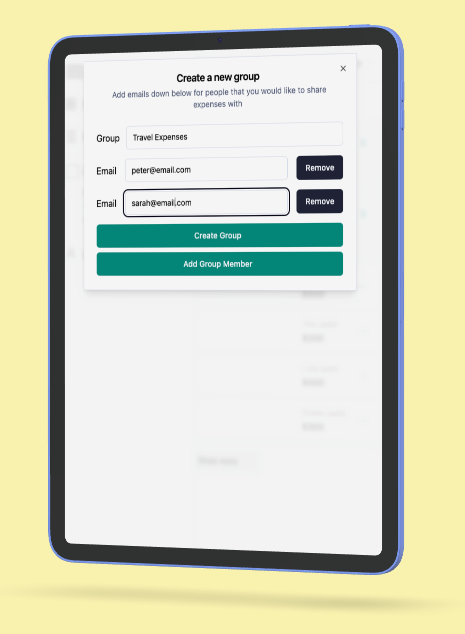 Create a new group
×
Add emails down below for people that you would like to share
expenses with
Group Travel Expenses
Email peter@email.com Remove
Email sarah@email.com Remove
Create Group
Add Group Member